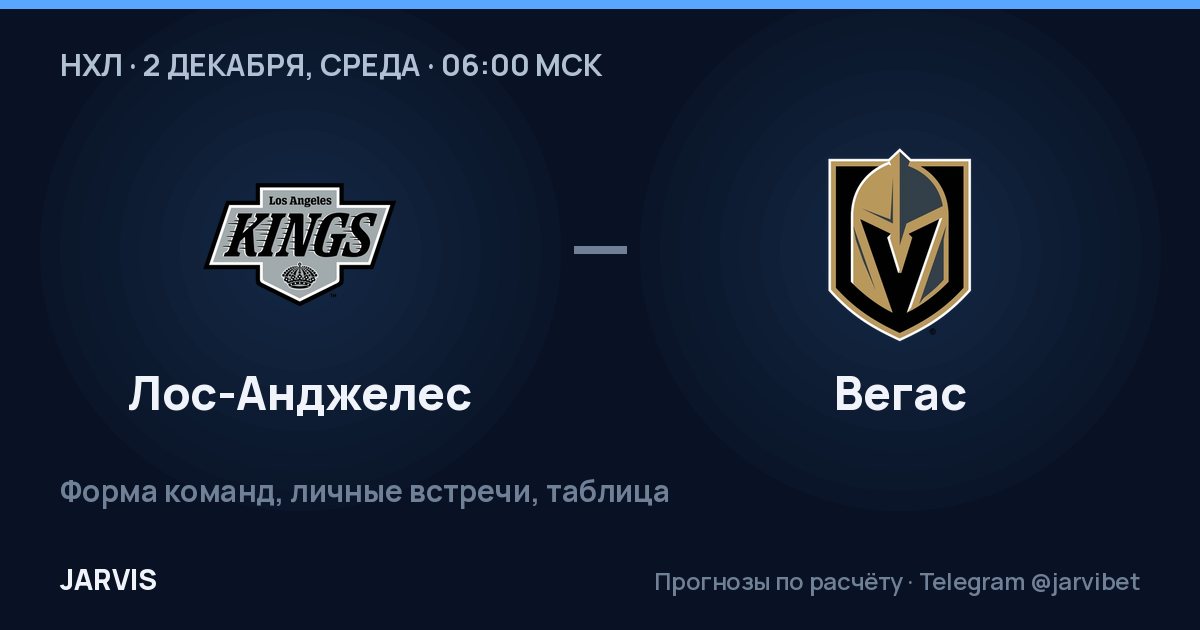 НХЛ · 2 ДЕКАБРЯ, СРЕДА · 06:00 МСК
Los Angeles
KINGS
TM
—
Лос-Анджелес
Вегас
Форма команд, личные встречи, таблица
JARVIS
Прогнозы по расчёту · Telegram @jarvibet